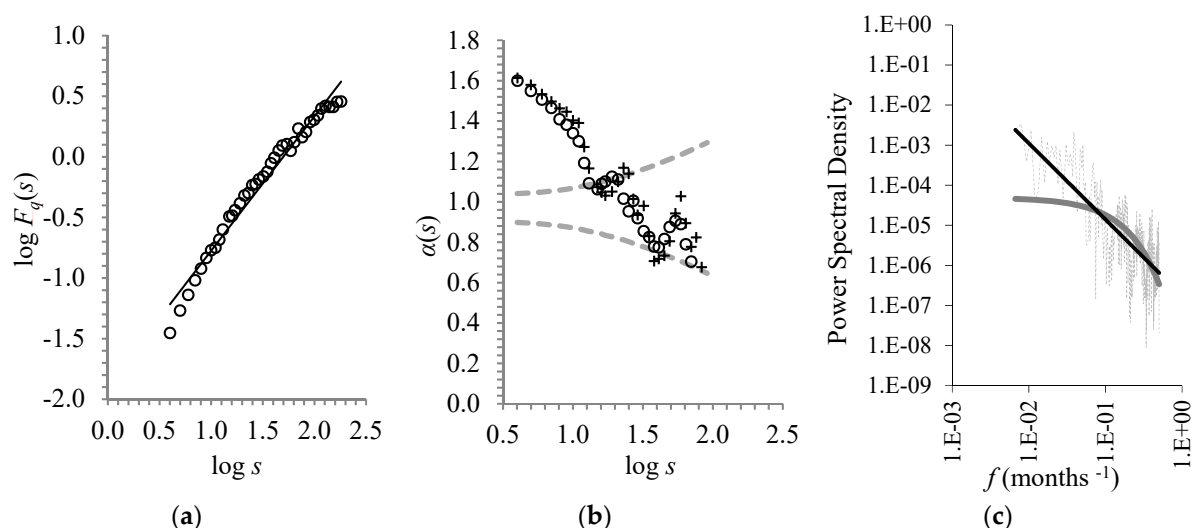 1.0
0.5
0.0
-0.5
-1.0
-1.5
-2.0
0.0 0.5 1.0 1.5 2.0 2.5
log F_q(s)
log s
(a)
1.8
1.6
1.4
1.2
1.0
0.8
0.6
0.4
0.2
0.0
0.5 1.0 1.5 2.0 2.5
α(s)
log s
(b)
1.E+00
1.E-01
1.E-02
1.E-03
1.E-04
1.E-05
1.E-06
1.E-07
1.E-08
1.E-09
1.E-03 1.E-02 1.E-01 1.E+00
Power Spectral Density
f (months -1)
(c)